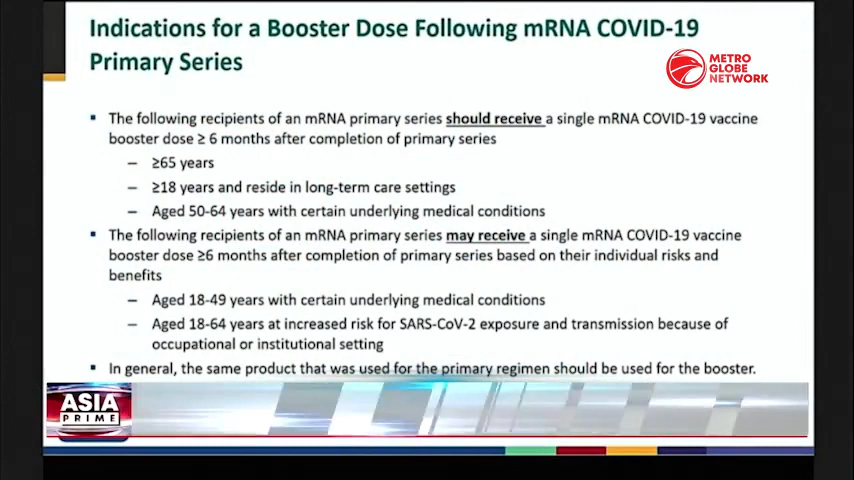 Indications for a Booster Dose Following mRNA COVID-19
Primary Series
METRO
GLOBE
NETWORK
▪ The following recipients of an mRNA primary series should receive a single mRNA COVID-19 vaccine
booster dose ≥ 6 months after completion of primary series
– ≥65 years
– ≥18 years and reside in long-term care settings
– Aged 50-64 years with certain underlying medical conditions
▪ The following recipients of an mRNA primary series may receive a single mRNA COVID-19 vaccine
booster dose ≥6 months after completion of primary series based on their individual risks and
benefits
– Aged 18-49 years with certain underlying medical conditions
– Aged 18-64 years at increased risk for SARS-CoV-2 exposure and transmission because of
occupational or institutional setting
▪ In general, the same product that was used for the primary regimen should be used for the booster.
ASIA
PRIME